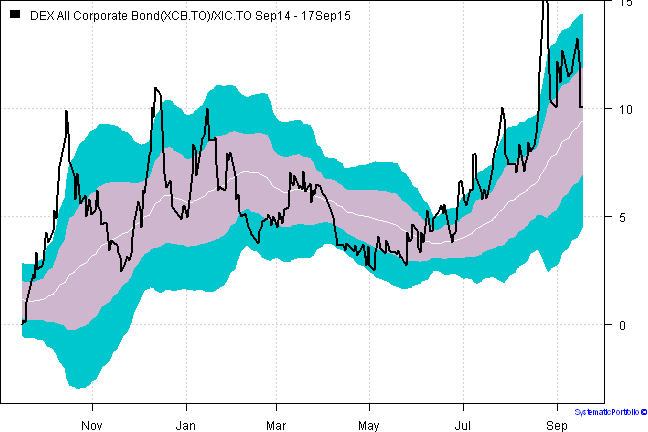 DEX All Corporate Bond(XCB.TO)/XIC.TO Sep14 - 17Sep15
15
10
5
0
Nov Jan Mar May Jul Sep
SystematicPortfolio ©